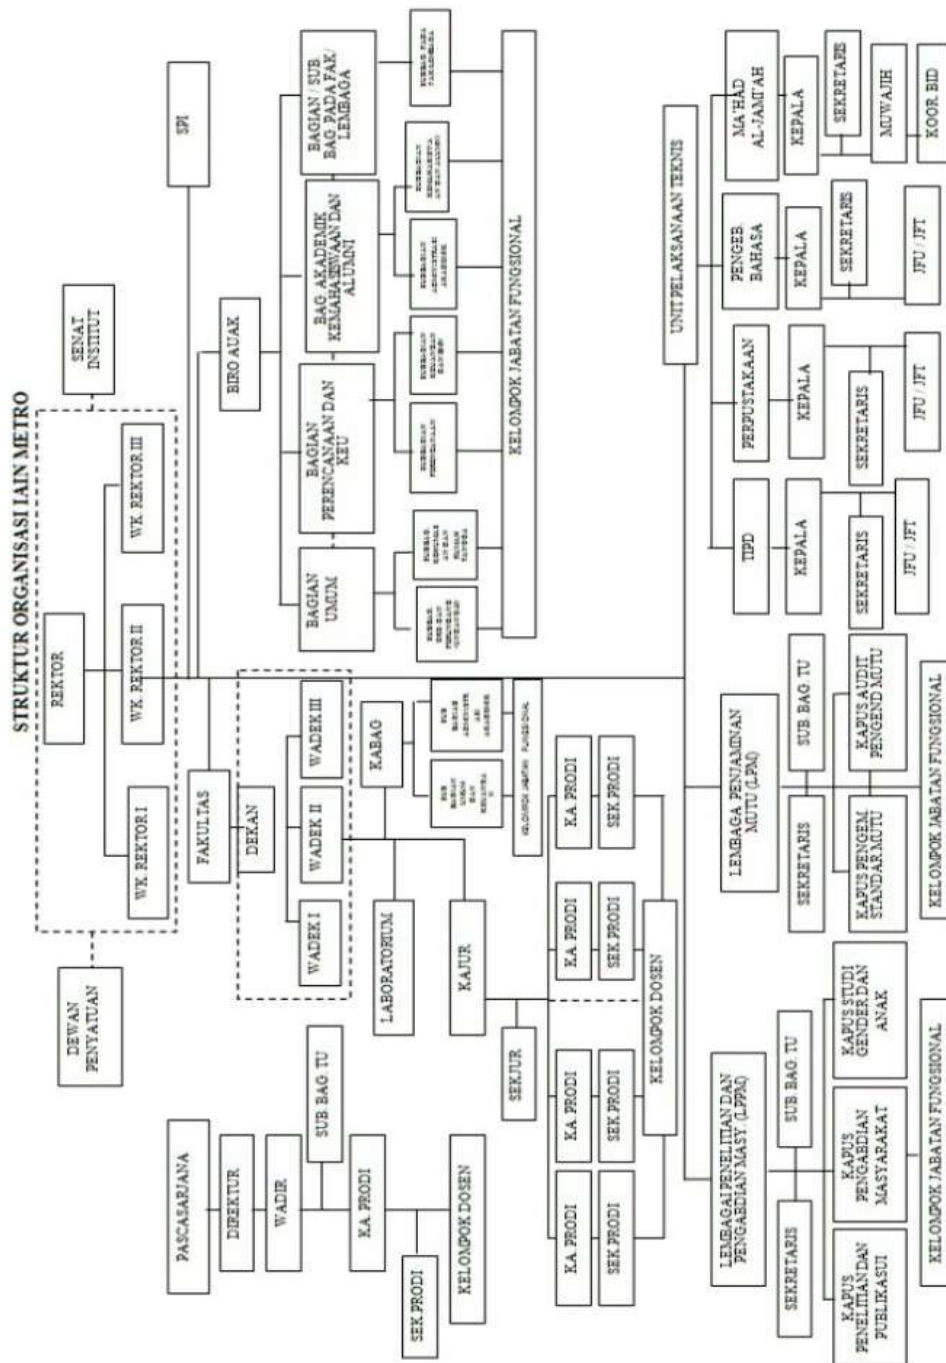 STRUKTUR ORGANISASI IAIN METRO
REKTOR
DEWAN
PENYATUAN
SENAT
INSTITUT
WK. REKTOR I
WK. REKTOR II
WK. REKTOR III
SPI
PASCASARJANA
DIREKTUR
WADIR
SUB. BAG. TU
KA. PRODI
SEK.PRODI
KELOMPOK DOSEN
FAKULTAS
DEKAN
WADEK I
WADEK II
WADEK III
LABORATORIUM
KABAG
KAJUR
SEKJUR
KELOMPOK JABATAN FUNGSIONAL
KA. PRODI
KA. PRODI
KA. PRODI
KA. PRODI
SEK.PRODI
SEK.PRODI
SEK.PRODI
SEK.PRODI
KELOMPOK DOSEN
BIRO AUAK
BAGIAN
UMUM
BAGIAN
PERENCANAAN DAN
KEU
BAG AKADEMIK
KEMAHASISWAAN DAN
ALUMNI
BAGIAN / SUB.
BAG PADA FAK/
LEMBAGA
KELOMPOK JABATAN FUNGSIONAL
LEMBAGAI PENELITIAN DAN
PENGABDIAN MASY. (LPPM)
SEKRETARIS
SUB. BAG. TU
KAPUS
PENELITIAN DAN
PUBLIKASUI
KAPUS
PENGABDIAN
MASYARAKAT
KAPUS STUDI
GENDER DAN
ANAK
KELOMPOK JABATAN FUNGSIONAL
LEMBAGA PENJAMINAN
MUTU (LPM)
SEKRETARIS
SUB. BAG. TU
KAPUS PENGEM.
STANDAR MUTU
KAPUS AUDIT
PENGEND MUTU
KELOMPOK JABATAN FUNGSIONAL
UNIT PELAKSANAAN TEKNIS
TIPD
KEPALA
SEKRETARIS
JFU / JFT
PERPUSTAKAAN
KEPALA
SEKRETARIS
JFU / JFT
PENGEB.
BAHASA
KEPALA
SEKRETARIS
JFU / JFT
MA'HAD
AL-JAMI'AH
KEPALA
SEKRETARIS
MUWAJIH
KOOR BID